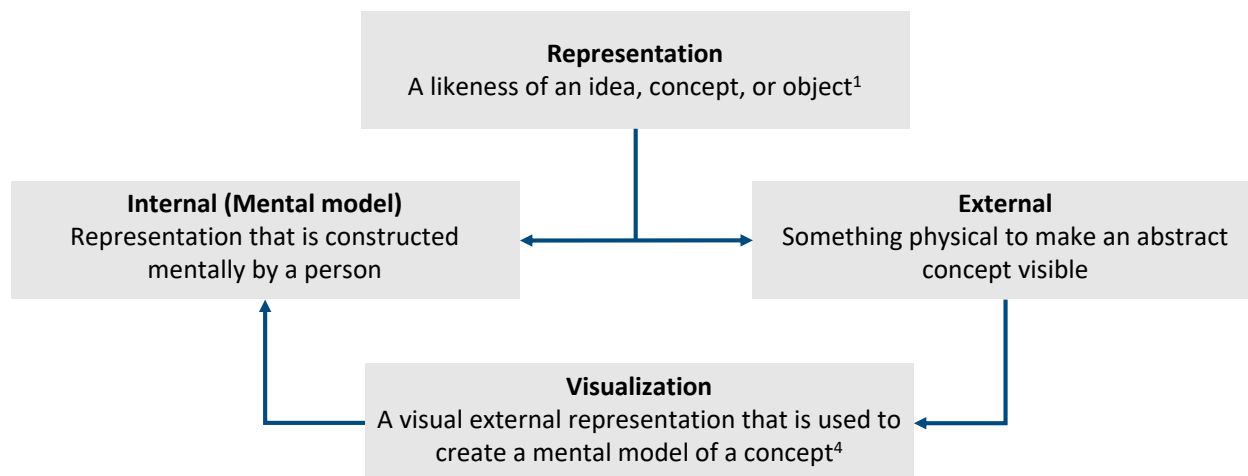 Representation
A likeness of an idea, concept, or object¹
Internal (Mental model)
Representation that is constructed
mentally by a person
External
Something physical to make an abstract
concept visible
Visualization
A visual external representation that is used to
create a mental model of a concept⁴